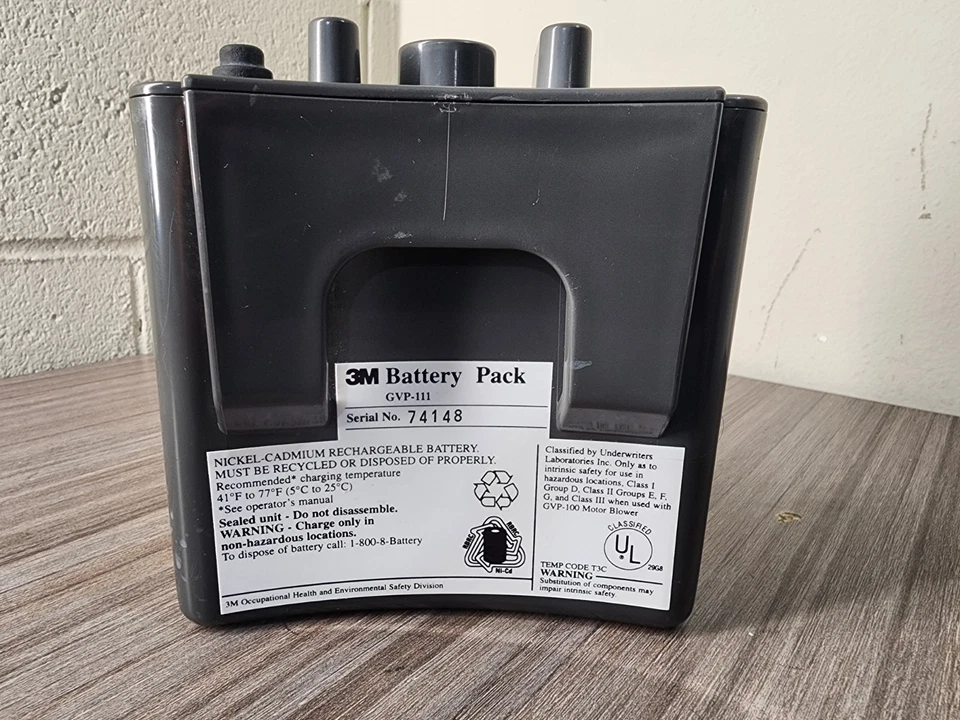 3M Battery Pack
GVP-111
Serial No. 74148
NICKEL-CADMIUM RECHARGEABLE BATTERY.
MUST BE RECYCLED OR DISPOSED OF PROPERLY.
Recommended* charging temperature
41°F to 77°F (5°C to 25°C)
*See operator's manual
Sealed unit - Do not disassemble.
WARNING - Charge only in
non-hazardous locations.
To dispose of battery call: 1-800-8-Battery
RBRC
RBRC
Ni-Cd
3M Occupational Health and Environmental Safety Division
Classified by Underwriters
Laboratories Inc. Only as to
intrinsic safety for use in
hazardous locations, Class I
Group D, Class II Groups E, F,
G, and Class III when used with
GVP-100 Motor Blower
CLASSIFIED
UL
29G8
TEMP CODE T3C
WARNING
Substitution of components may
impair intrinsic safety.